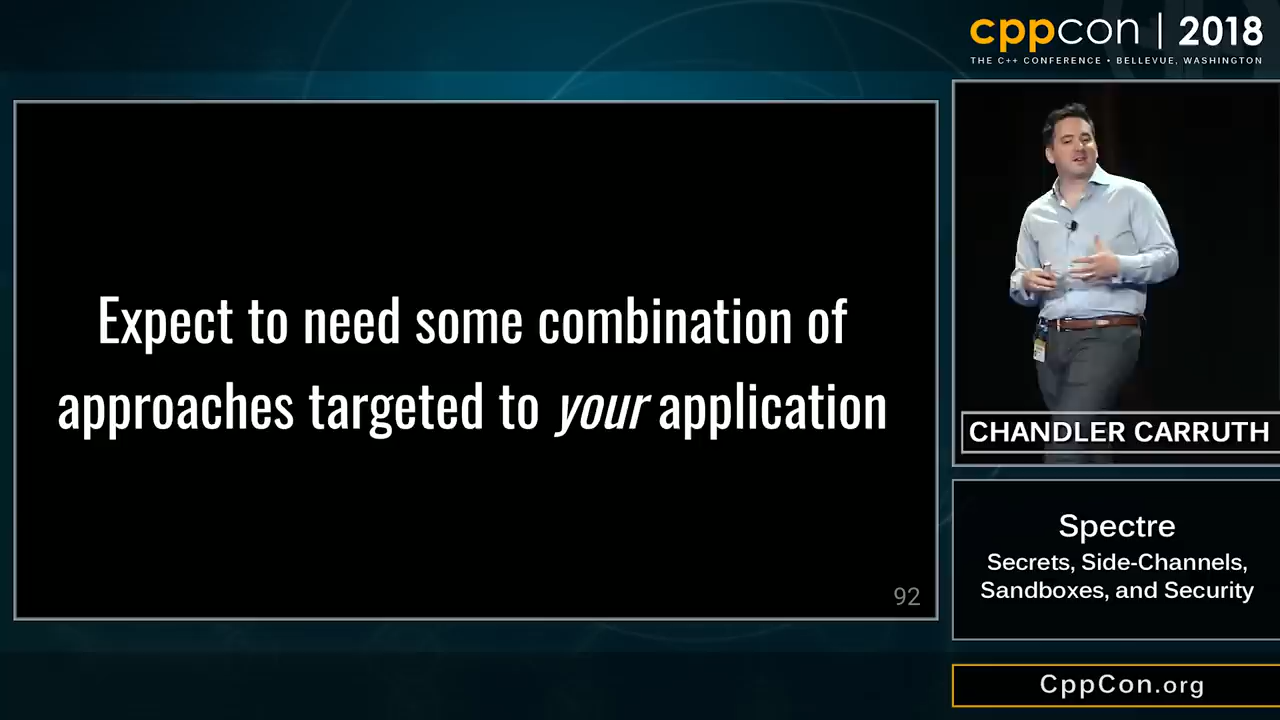 cppcon | 2018
THE C++ CONFERENCE • BELLEVUE, WASHINGTON
Expect to need some combination of
approaches targeted to your application
92
CHANDLER CARRUTH
Spectre
Secrets, Side-Channels,
Sandboxes, and Security
CppCon.org